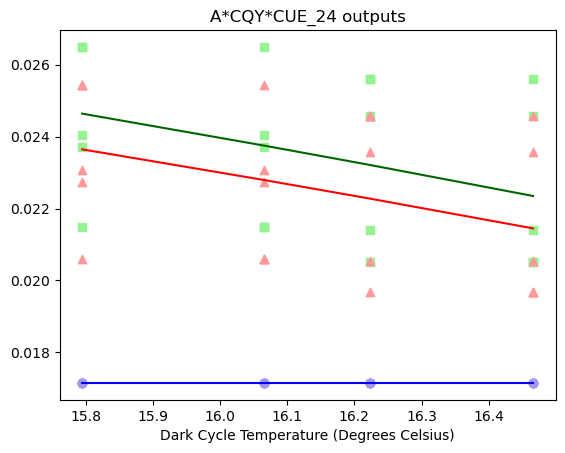 A*CQY*CUE_24 outputs
0.026
0.024
0.022
0.020
0.018
15.8 15.9 16.0 16.1 16.2 16.3 16.4
Dark Cycle Temperature (Degrees Celsius)